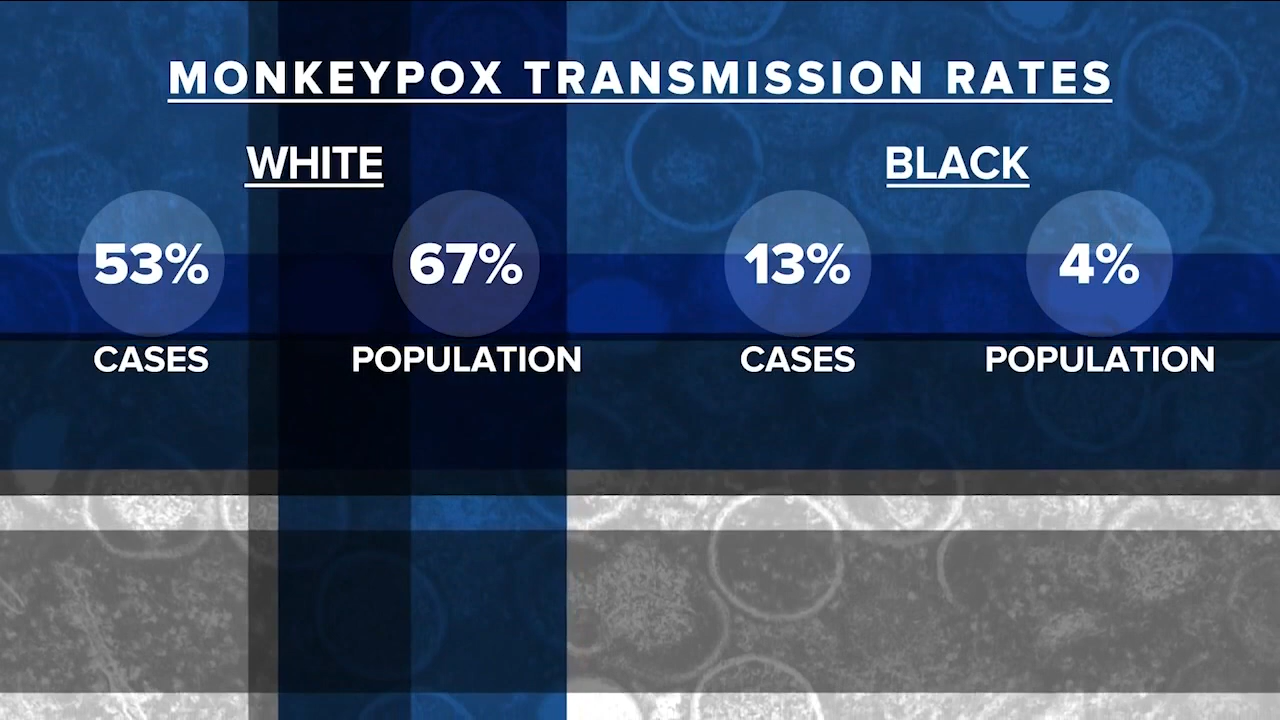 MONKEYPOX TRANSMISSION RATES
WHITE
BLACK
53%
67%
13%
4%
CASES
POPULATION
CASES
POPULATION